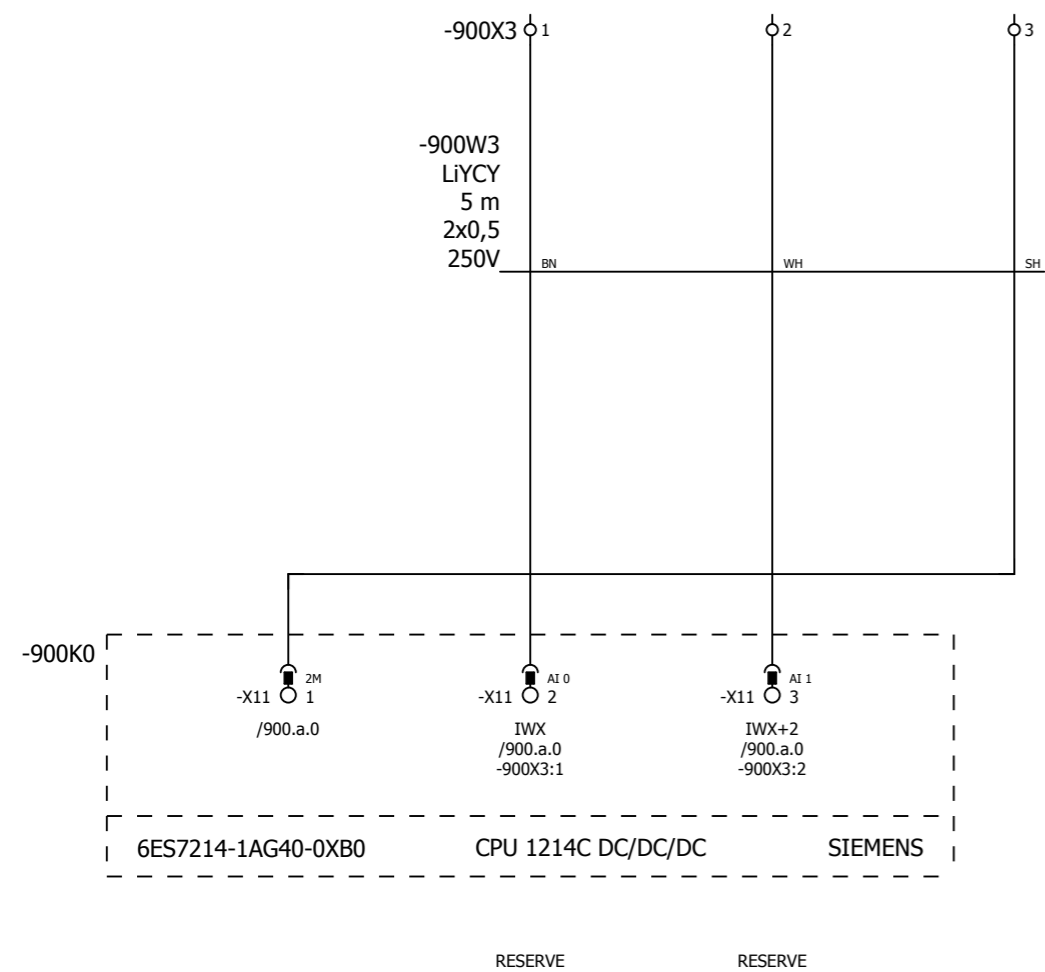 -900X3 1 2 3
-900W3
LiYCY
5 m
2x0,5
250V
BN WH SH
-900K0
2M AI 0 AI 1
-X11 1 -X11 2 -X11 3
/900.a.0 IWX IWX+2
/900.a.0 /900.a.0
-900X3:1 -900X3:2
6ES7214-1AG40-0XB0 CPU 1214C DC/DC/DC SIEMENS
RESERVE RESERVE